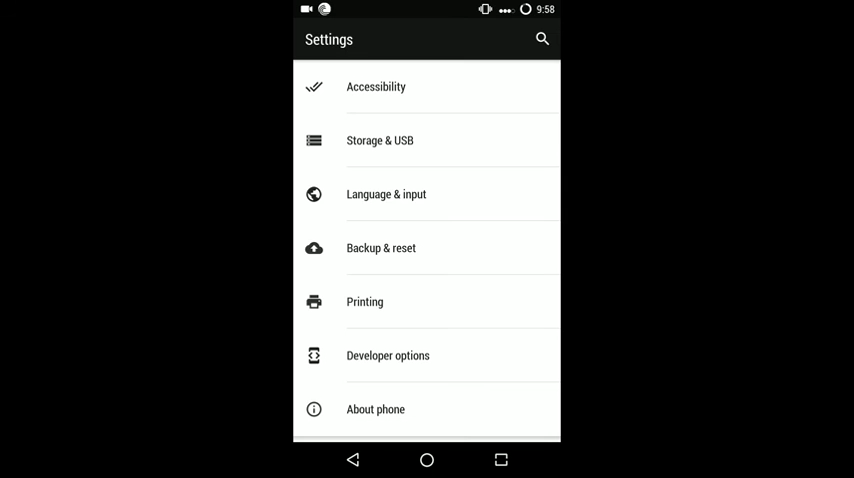 9:58
Settings
Accessibility
Storage & USB
Language & input
Backup & reset
Printing
Developer options
About phone